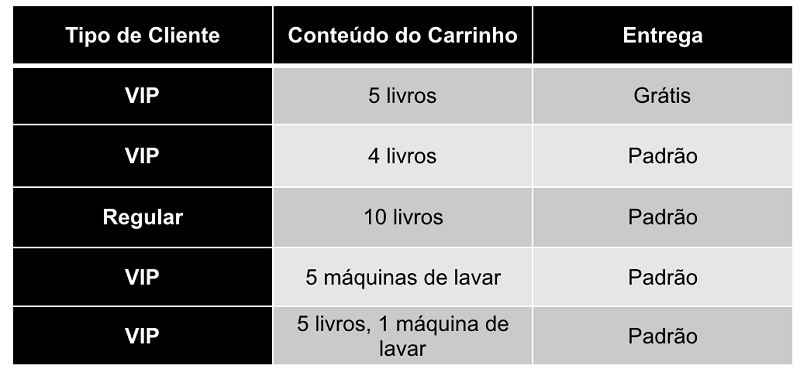 Tipo de Cliente Conteúdo do Carrinho Entrega
VIP 5 livros Grátis
VIP 4 livros Padrão
Regular 10 livros Padrão
VIP 5 máquinas de lavar Padrão
VIP 5 livros, 1 máquina de lavar Padrão